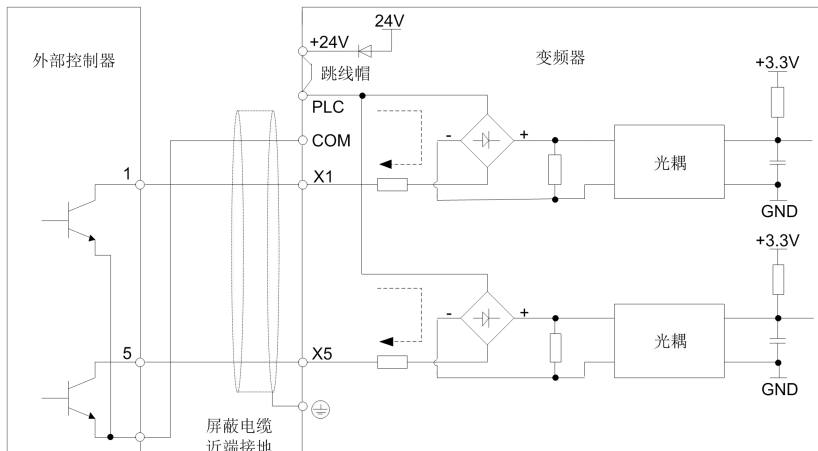 外部控制器
+24V
24V
变频器
跳线帽
PLC
COM
+3.3V
-
+
光耦
1
X1
GND
+3.3V
-
+
光耦
5
X5
GND
屏蔽电缆
近端接地